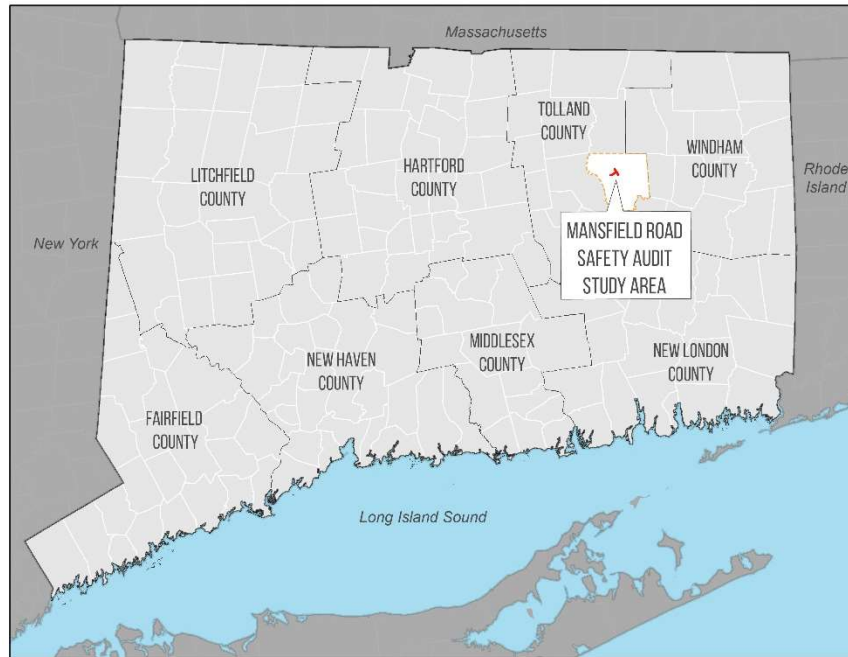 Massachusetts
TOLLAND
COUNTY
WINDHAM
COUNTY
LITCHFIELD
COUNTY
HARTFORD
COUNTY
Rhode
Island
New York
MANSFIELD ROAD
SAFETY AUDIT
STUDY AREA
MIDDLESEX
COUNTY
NEW HAVEN
COUNTY
NEW LONDON
COUNTY
FAIRFIELD
COUNTY
Long Island Sound